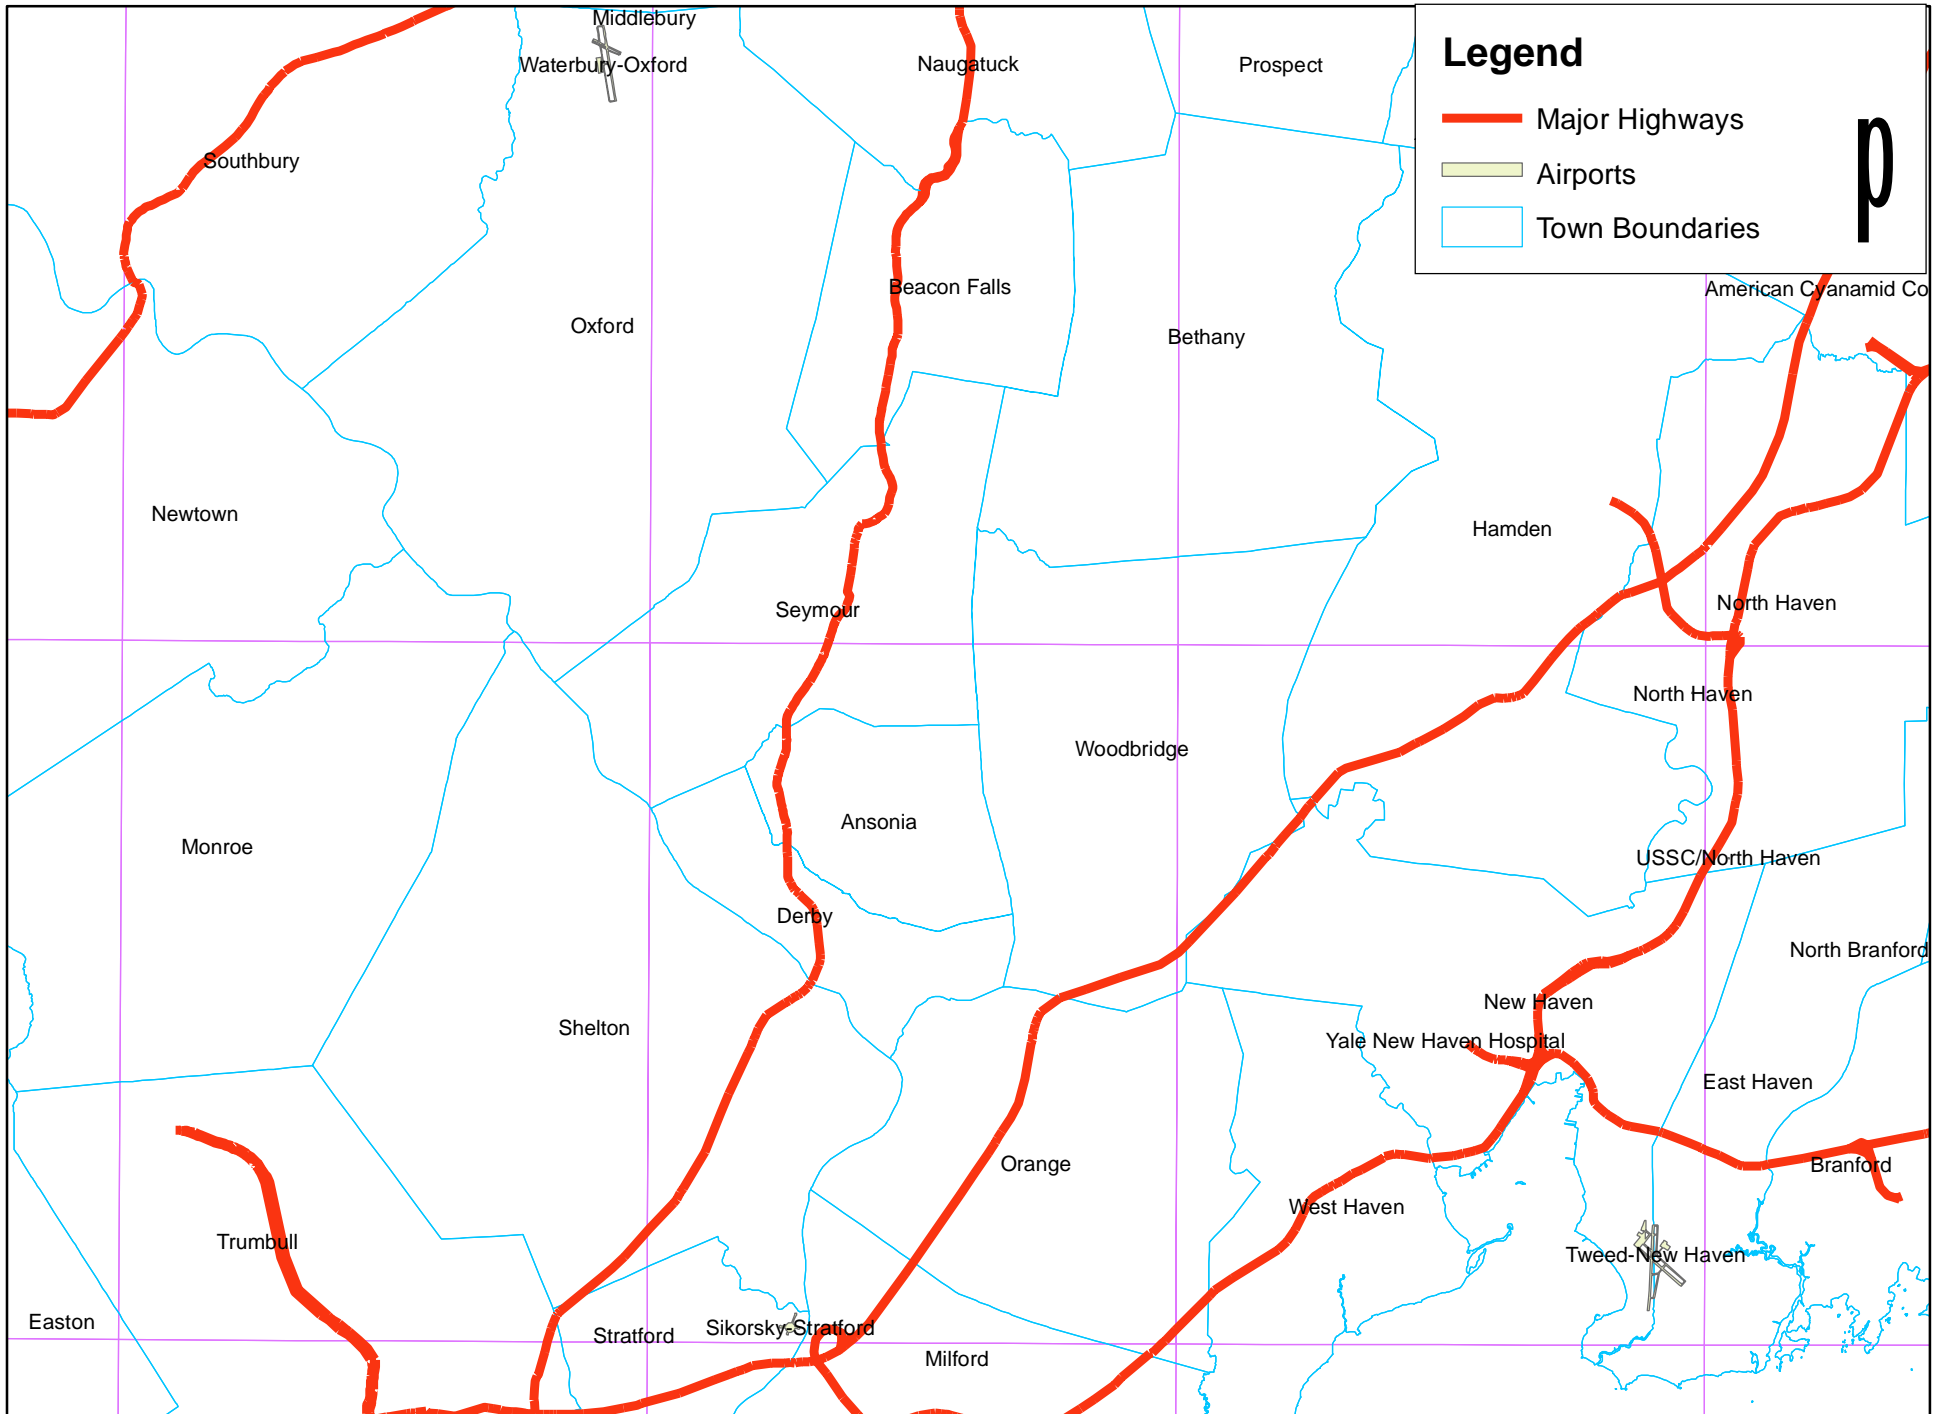 Middlebury
Legend
Waterbury-Oxford
Naugatuck
Prospect
Major Highways
p
Southbury
Airports
Town Boundaries
Beacon Falls
American Cyanamid Co
Oxford
Bethany
Newtown
Hamden
Seymour
North Haven
North Haven
Woodbridge
Ansonia
Monroe
USSC/North Haven
Derby
North Branford
New Haven
Shelton
Yale New Haven Hospital
East Haven
Orange
Branford
West Haven
Trumbull
Tweed-New Haven
Easton
Sikorsky-Stratford
Stratford
Milford